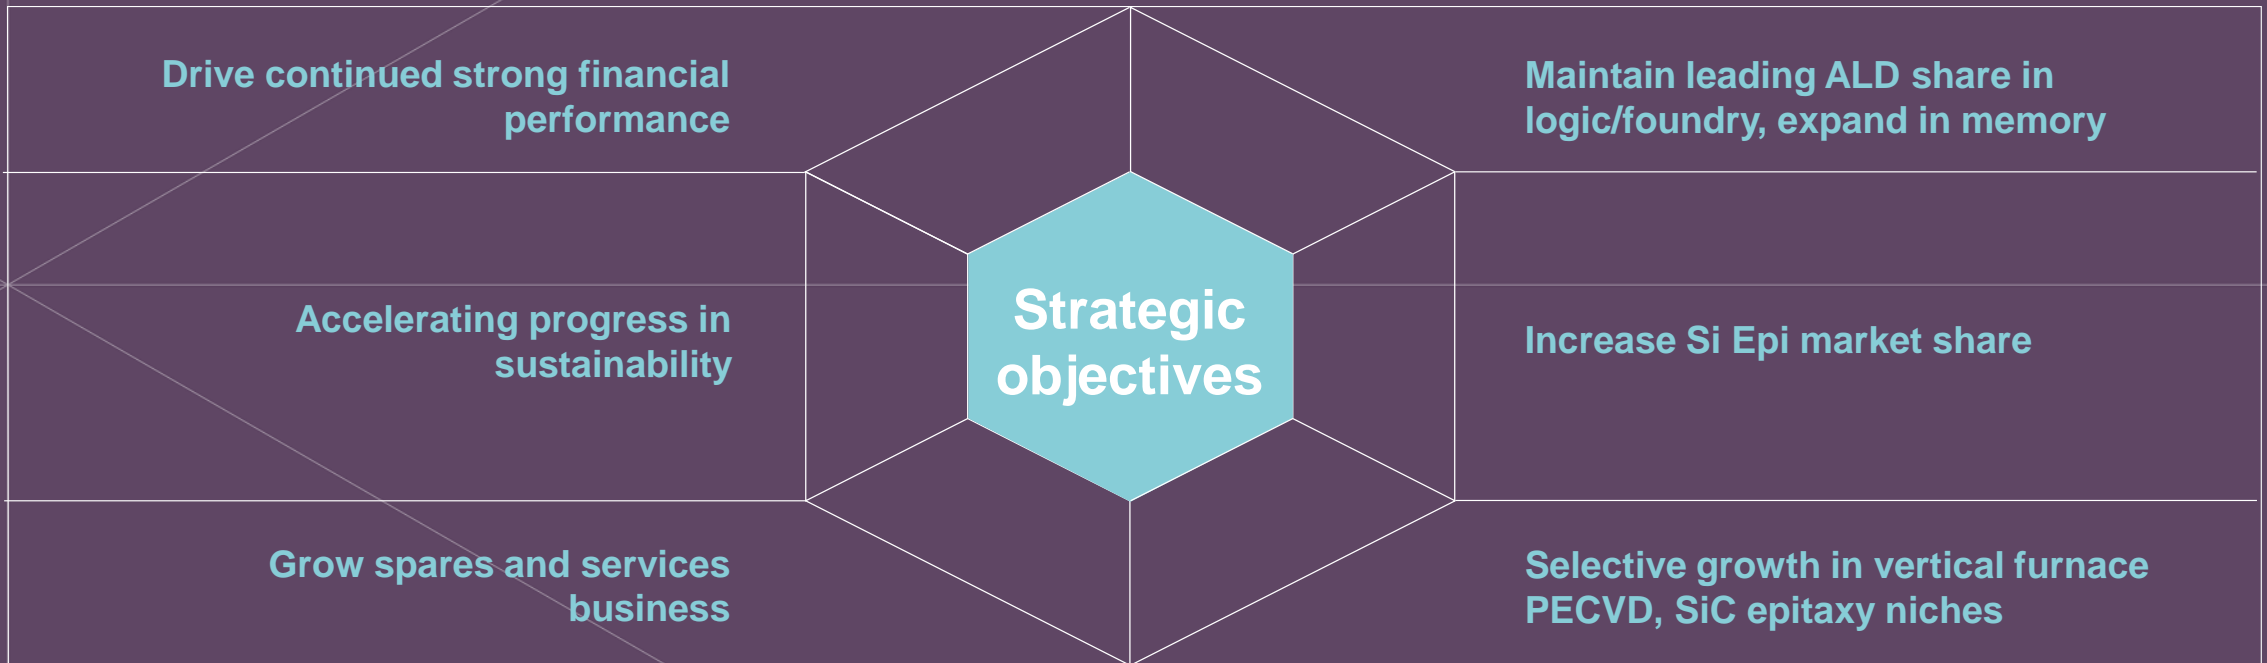 Drive continued strong financial
performance
Accelerating progress in
sustainability
Grow spares and services
business
Strategic
objectives
Maintain leading ALD share in
logic/foundry, expand in memory
Increase Si Epi market share
Selective growth in vertical furnace
PECVD, SiC epitaxy niches